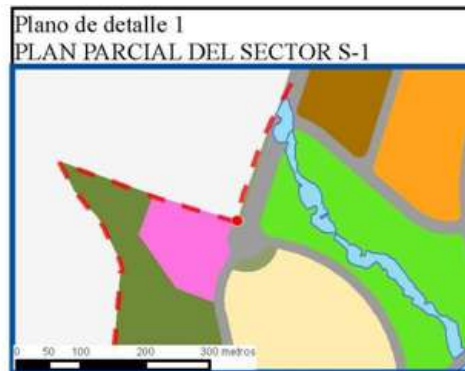 Plano de detalle 1
PLAN PARCIAL DEL SECTOR S-1
0 50 100 200 300 metros